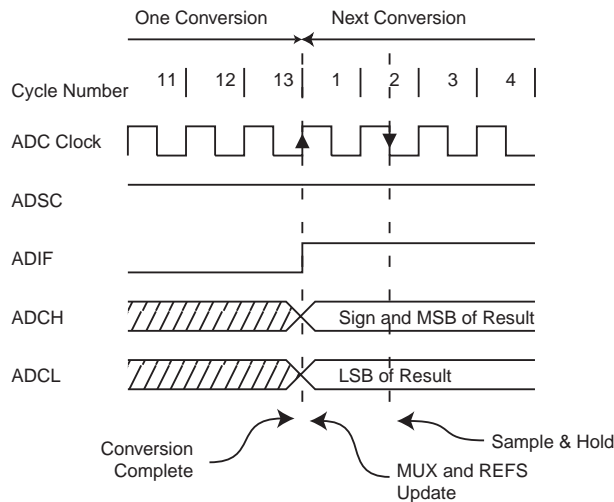 One Conversion Next Conversion
Cycle Number 11 12 13 1 2 3 4
ADC Clock
ADSC
ADIF
ADCH Sign and MSB of Result
ADCL LSB of Result
Conversion
Complete
MUX and REFS
Update
Sample & Hold